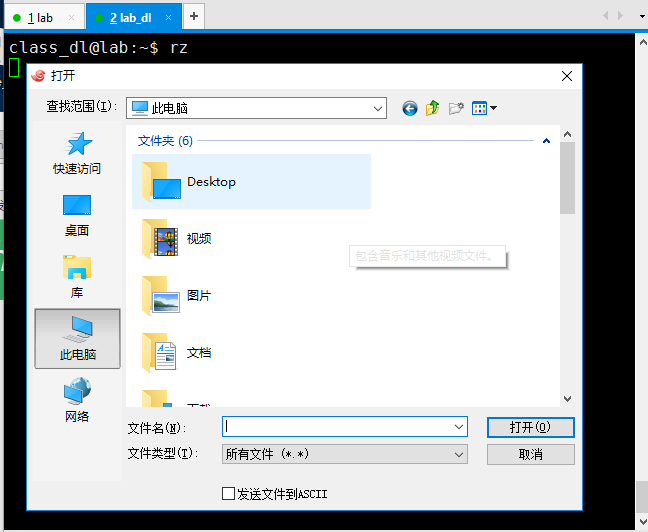 1 lab × 2 lab_dl × +
class_dl@lab:~$ rz
打开
查找范围(I): 此电脑
文件夹 (6)
快速访问
Desktop
桌面
视频
包含音乐和其他视频文件。
库
图片
此电脑
文档
网络
文件名(N): 打开(O)
文件类型(T): 所有文件 (*.*) 取消
发送文件到ASCII